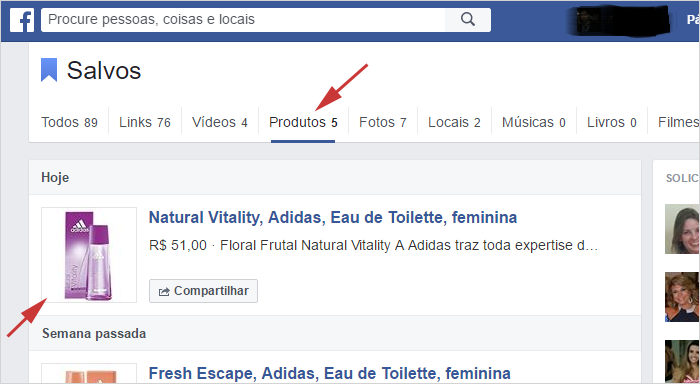 Procure pessoas, coisas e locais
Salvos
Todos 89 Links 76 Vídeos 4 Produtos 5 Fotos 7 Locais 2 Músicas 0 Livros 0 Filmes
Hoje
SOLIC
Natural Vitality, Adidas, Eau de Toilette, feminina
R$ 51,00 · Floral Frutal Natural Vitality A Adidas traz toda expertise d…
adidas
Vitality
Compartilhar
Semana passada
Fresh Escape, Adidas, Eau de Toilette, feminina